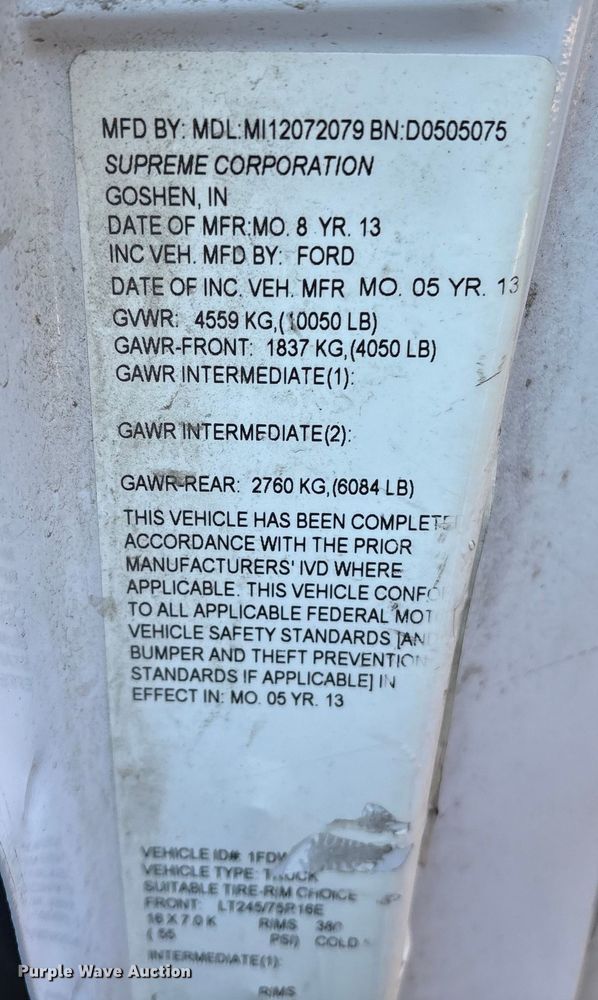 MFD BY: MDL:MI12072079 BN:D0505075
SUPREME CORPORATION
GOSHEN, IN
DATE OF MFR:MO. 8 YR. 13
INC VEH. MFD BY: FORD
DATE OF INC. VEH. MFR MO. 05 YR. 13
GVWR: 4559 KG,(10050 LB)
GAWR-FRONT: 1837 KG,(4050 LB)
GAWR INTERMEDIATE(1):
GAWR INTERMEDIATE(2):
GAWR-REAR: 2760 KG,(6084 LB)
THIS VEHICLE HAS BEEN COMPLETE
ACCORDANCE WITH THE PRIOR
MANUFACTURERS' IVD WHERE
APPLICABLE. THIS VEHICLE CONFO
TO ALL APPLICABLE FEDERAL MOT
VEHICLE SAFETY STANDARDS [AND
BUMPER AND THEFT PREVENTION
STANDARDS IF APPLICABLE] IN
EFFECT IN: MO. 05 YR. 13
VEHICLE ID#: 1FDW
VEHICLE TYPE: TRUCK
SUITABLE TIRE-RIM CHOICE
FRONT: LT245/75R16E
16 X 7.0 K RIMS 380
( 55 PSI) COLD
INTERMEDIATE(1):
RIMS
Purple Wave Auction